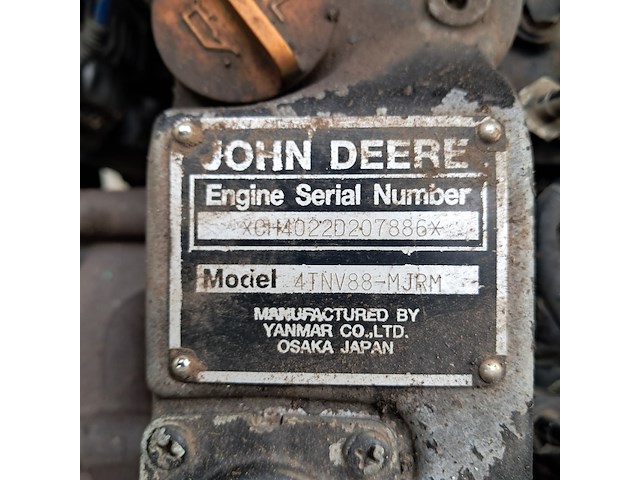 JOHN DEERE
Engine Serial Number
XCH4022D207886X
Model 4TNV88-MJRM
MANUFACTURED BY
YANMAR CO.,LTD.
OSAKA JAPAN